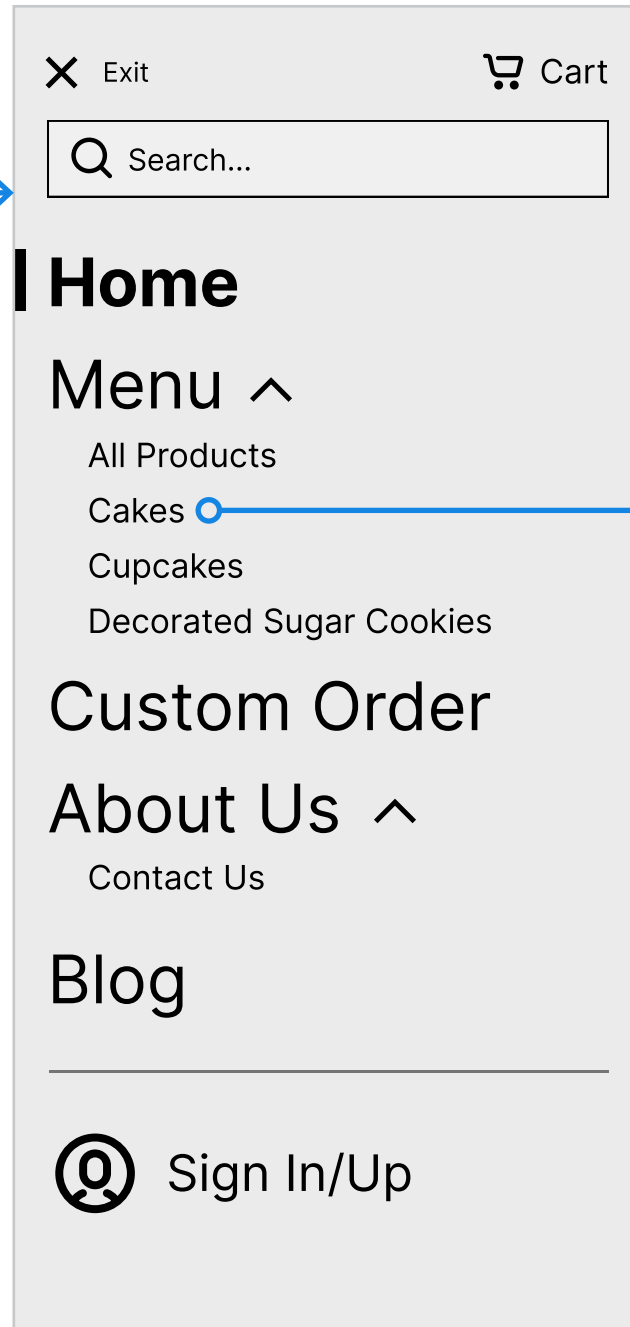 Exit
Cart
Search...
Home
Menu
All Products
Cakes
Cupcakes
Decorated Sugar Cookies
Custom Order
About Us
Contact Us
Blog
Sign In/Up